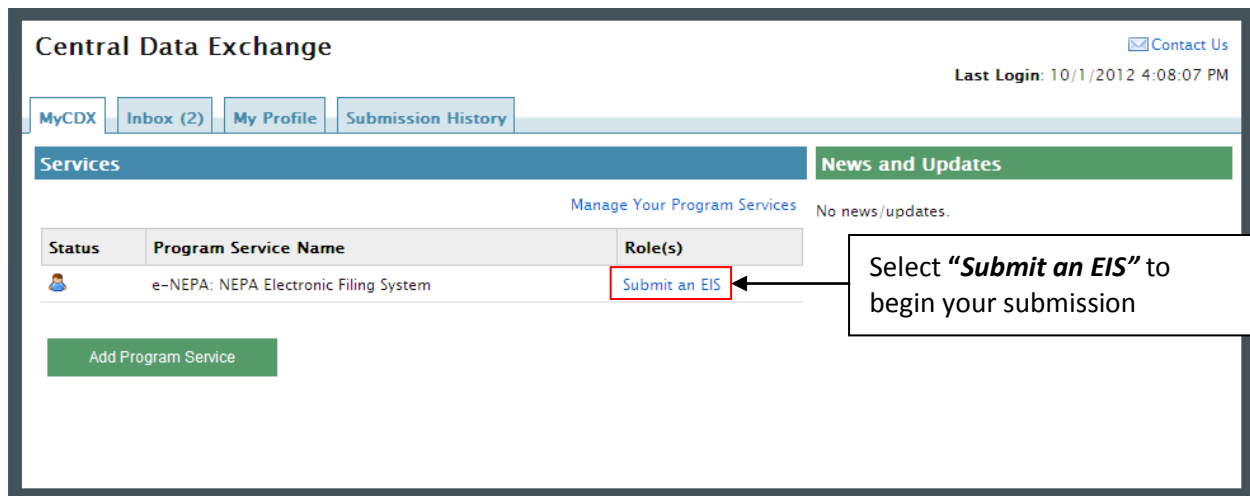 Central Data Exchange
Contact Us
Last Login: 10/1/2012 4:08:07 PM
MyCDX
Inbox (2)
My Profile
Submission History
Services
Manage Your Program Services
Status
Program Service Name
Role(s)
e-NEPA: NEPA Electronic Filing System
Submit an EIS
Add Program Service
News and Updates
No news/updates.
Select “Submit an EIS” to
begin your submission